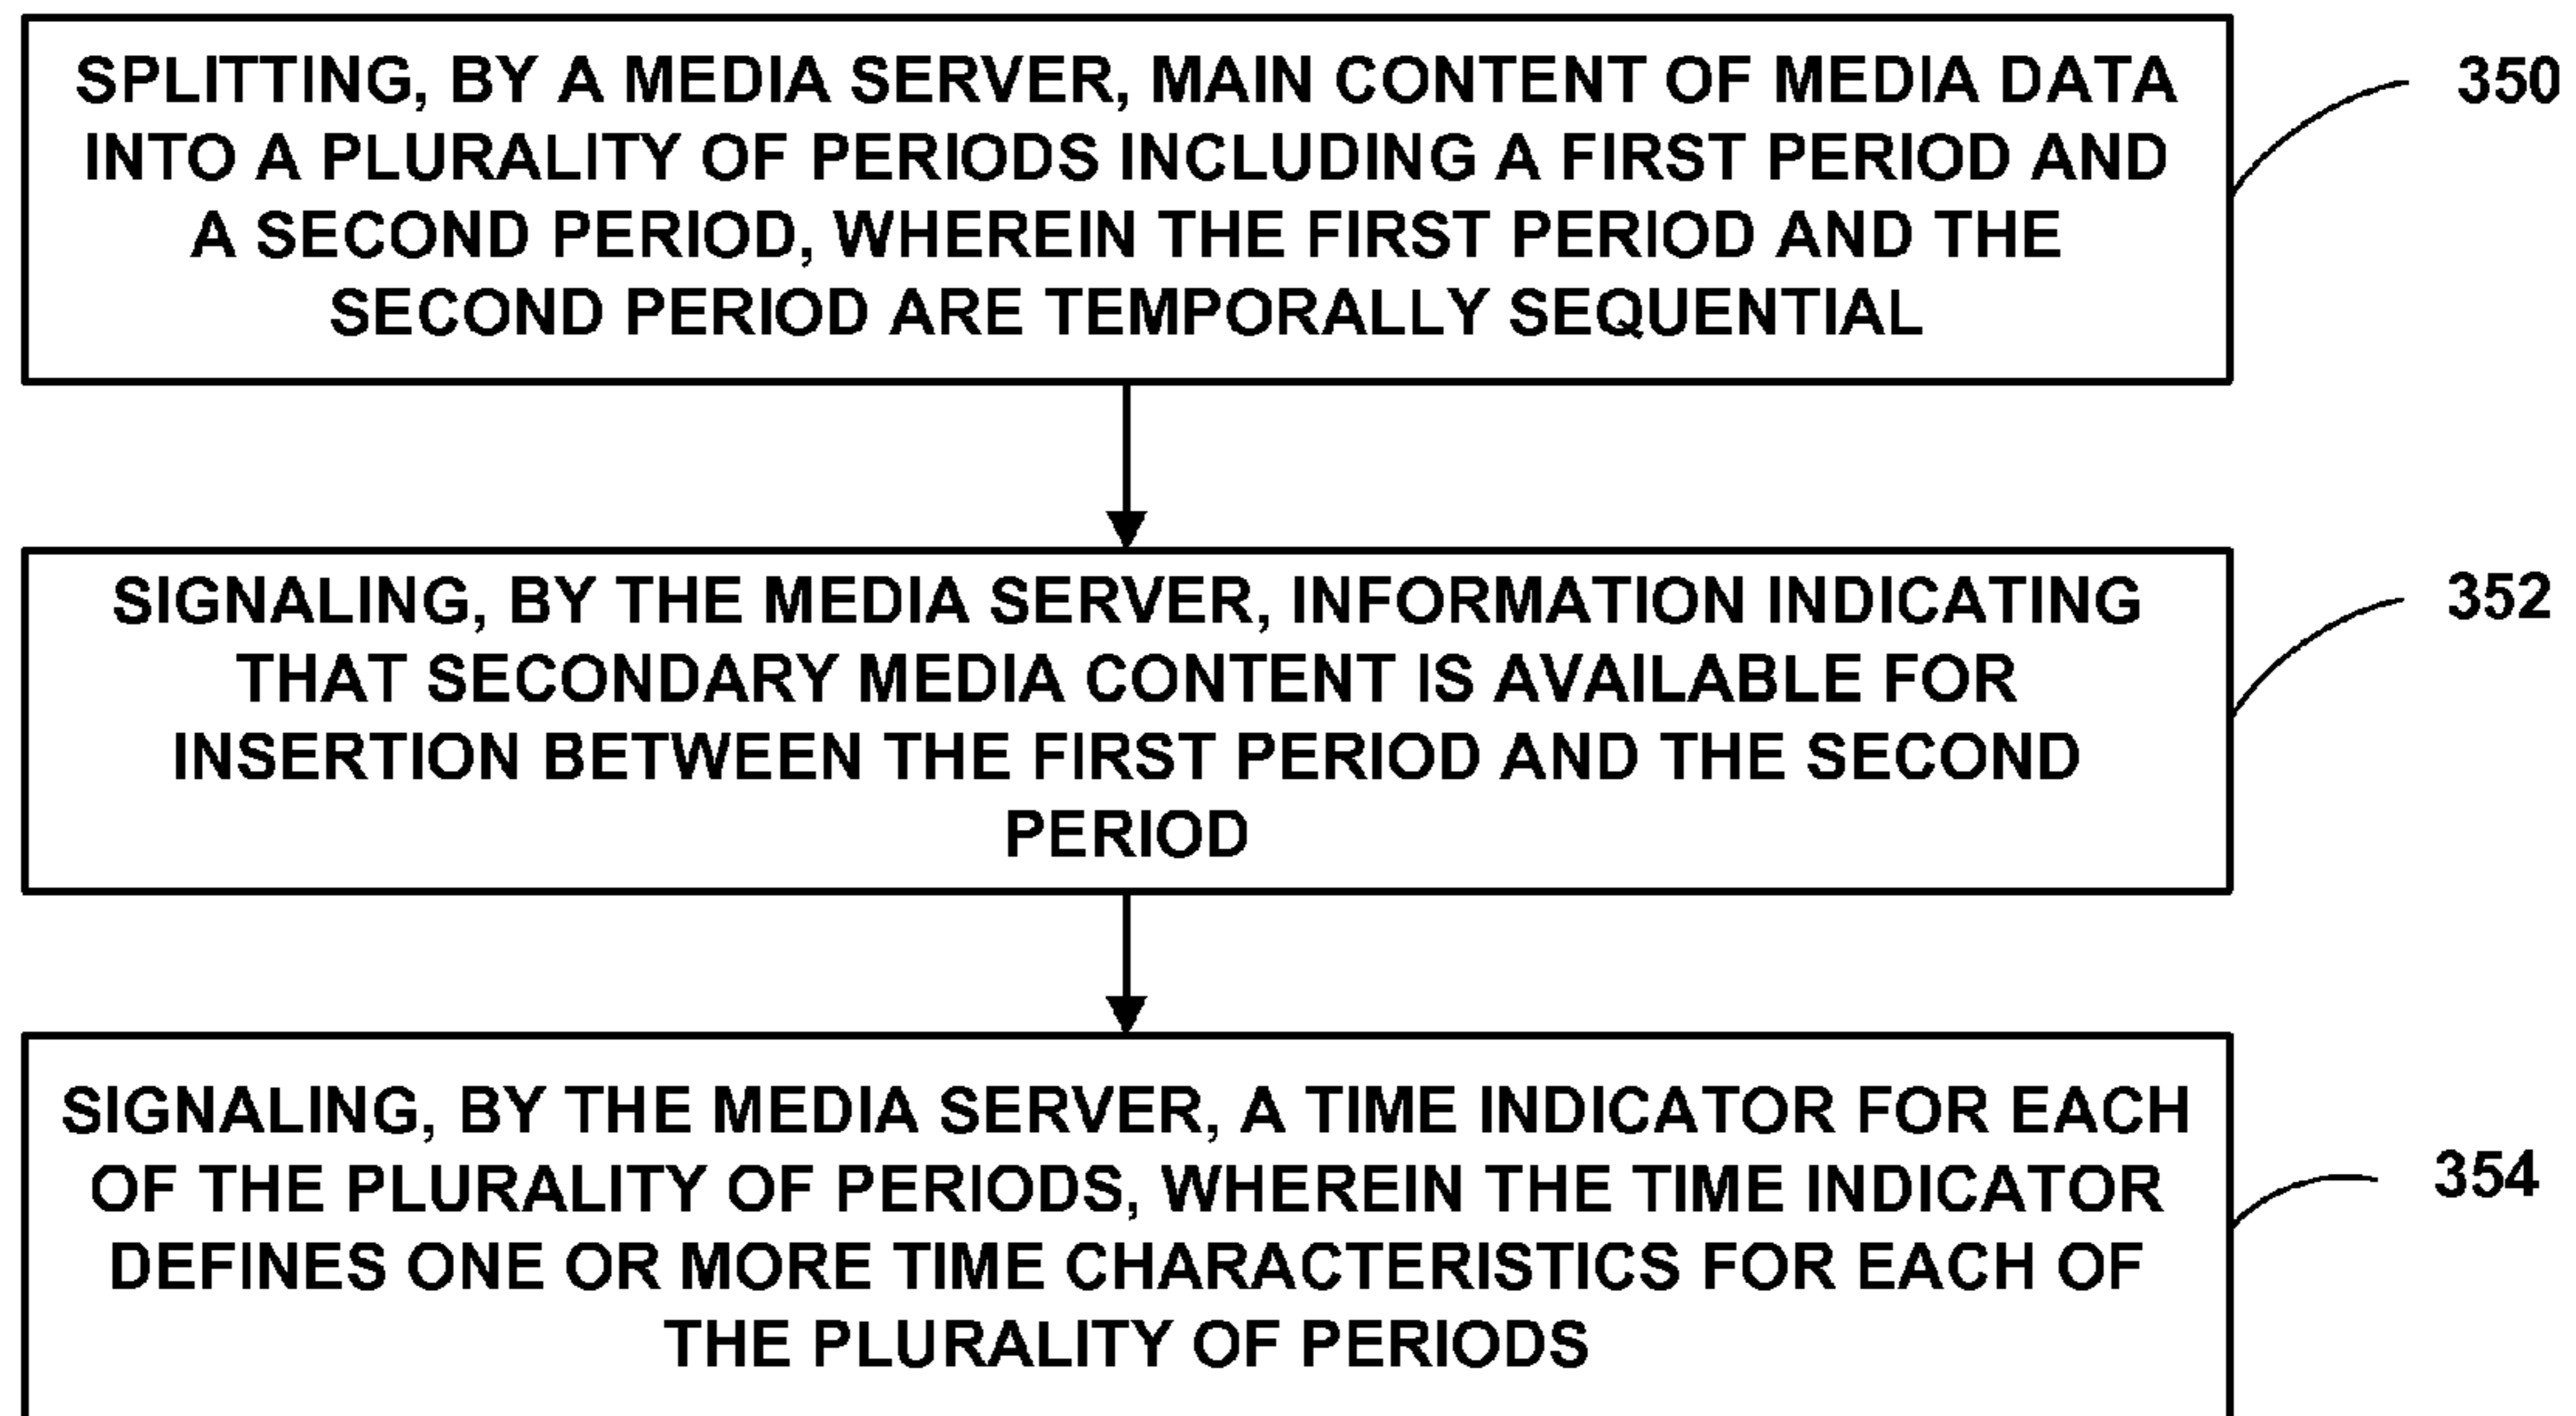 SPLITTING, BY A MEDIA SERVER, MAIN CONTENT OF MEDIA DATA
INTO A PLURALITY OF PERIODS INCLUDING A FIRST PERIOD AND
A SECOND PERIOD, WHEREIN THE FIRST PERIOD AND THE
SECOND PERIOD ARE TEMPORALLY SEQUENTIAL
350
SIGNALING, BY THE MEDIA SERVER, INFORMATION INDICATING
THAT SECONDARY MEDIA CONTENT IS AVAILABLE FOR
INSERTION BETWEEN THE FIRST PERIOD AND THE SECOND
PERIOD
352
SIGNALING, BY THE MEDIA SERVER, A TIME INDICATOR FOR EACH
OF THE PLURALITY OF PERIODS, WHEREIN THE TIME INDICATOR
DEFINES ONE OR MORE TIME CHARACTERISTICS FOR EACH OF
THE PLURALITY OF PERIODS
354